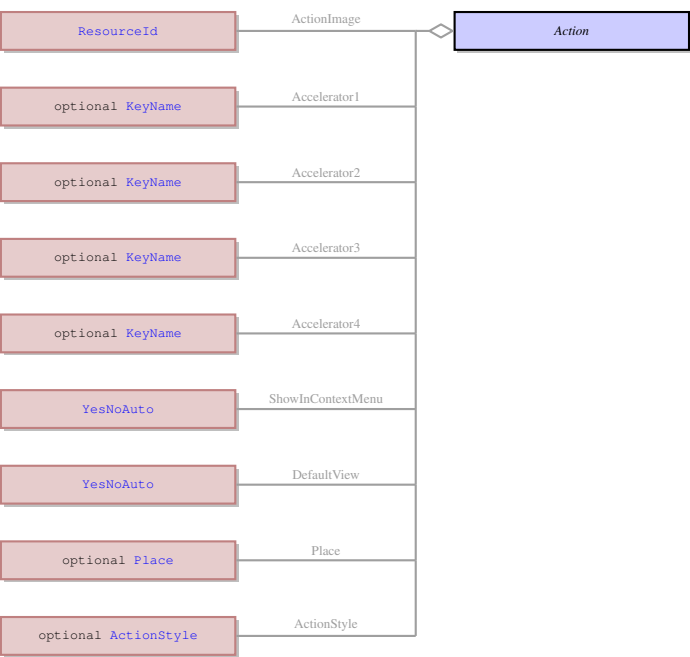 ResourceId ActionImage Action
optional KeyName Accelerator1
optional KeyName Accelerator2
optional KeyName Accelerator3
optional KeyName Accelerator4
YesNoAuto ShowInContextMenu
YesNoAuto DefaultView
optional Place Place
optional ActionStyle ActionStyle